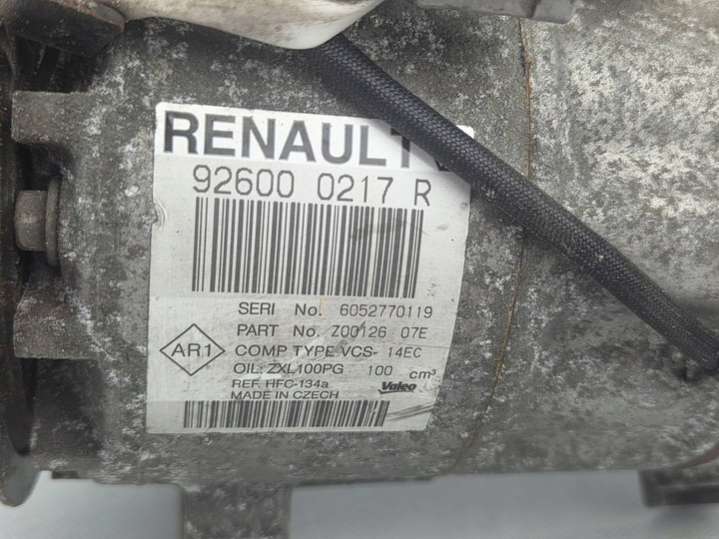 RENAULT
92600 0217 R
SERI No. 6052770119
PART No. Z00126 07E
AR1
COMP TYPE VCS- 14EC
OIL: ZXL100PG 100 cm³
REF. HFC-134a
Valeo
MADE IN CZECH